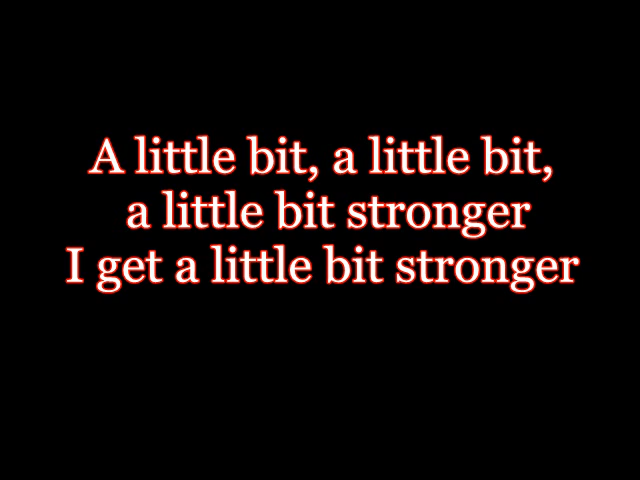 A little bit, a little bit,
a little bit stronger
I get a little bit stronger